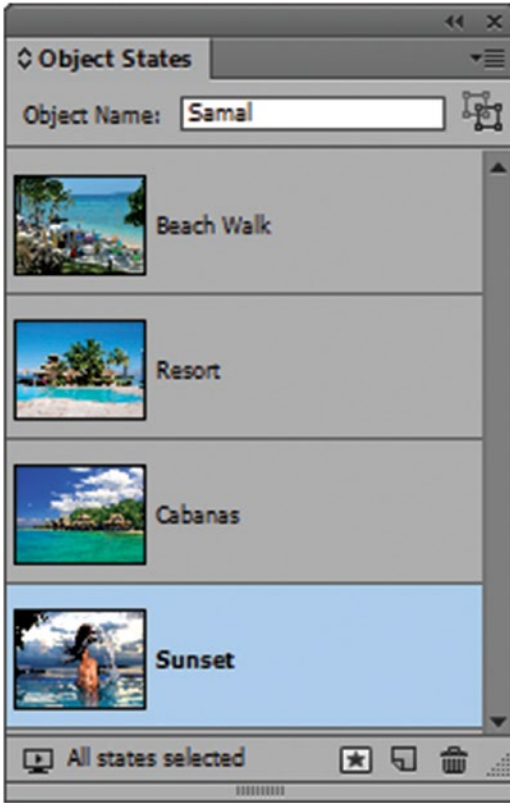 Object States
Object Name: Samal
Beach Walk
Resort
Cabanas
Sunset
All states selected